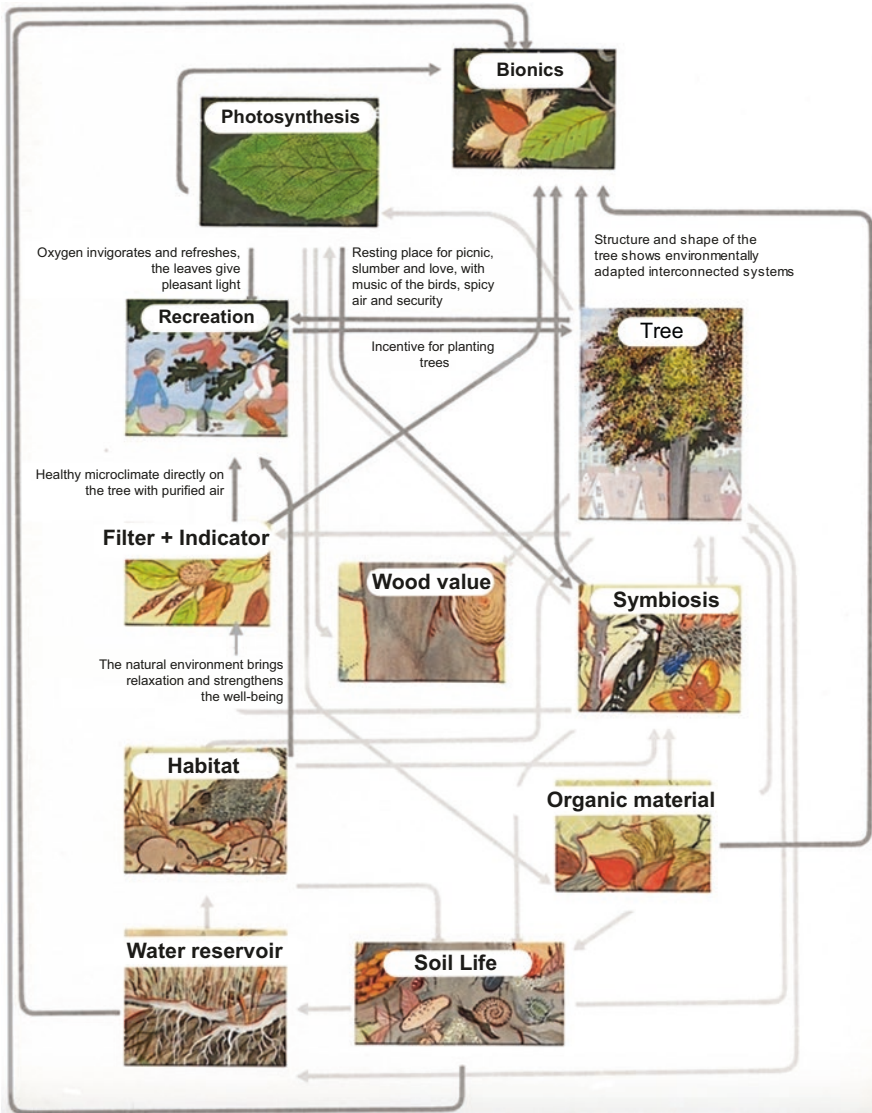 Bionics
Photosynthesis
Oxygen invigorates and refreshes,
the leaves give
pleasant light
Resting place for picnic,
slumber and love, with
music of the birds, spicy
air and security
Structure and shape of the
tree shows environmentally
adapted interconnected systems
Recreation
Tree
Incentive for planting
trees
Healthy microclimate directly on
the tree with purified air
Filter + Indicator
Wood value
Symbiosis
The natural environment brings
relaxation and strengthens
the well-being
Habitat
Organic material
Water reservoir
Soil Life